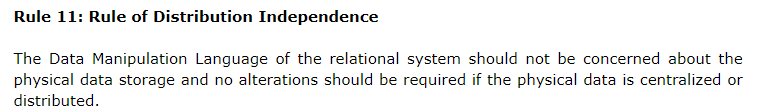 Rule 11: Rule of Distribution Independence
The Data Manipulation Language of the relational system should not be concerned about the
physical data storage and no alterations should be required if the physical data is centralized or
distributed.